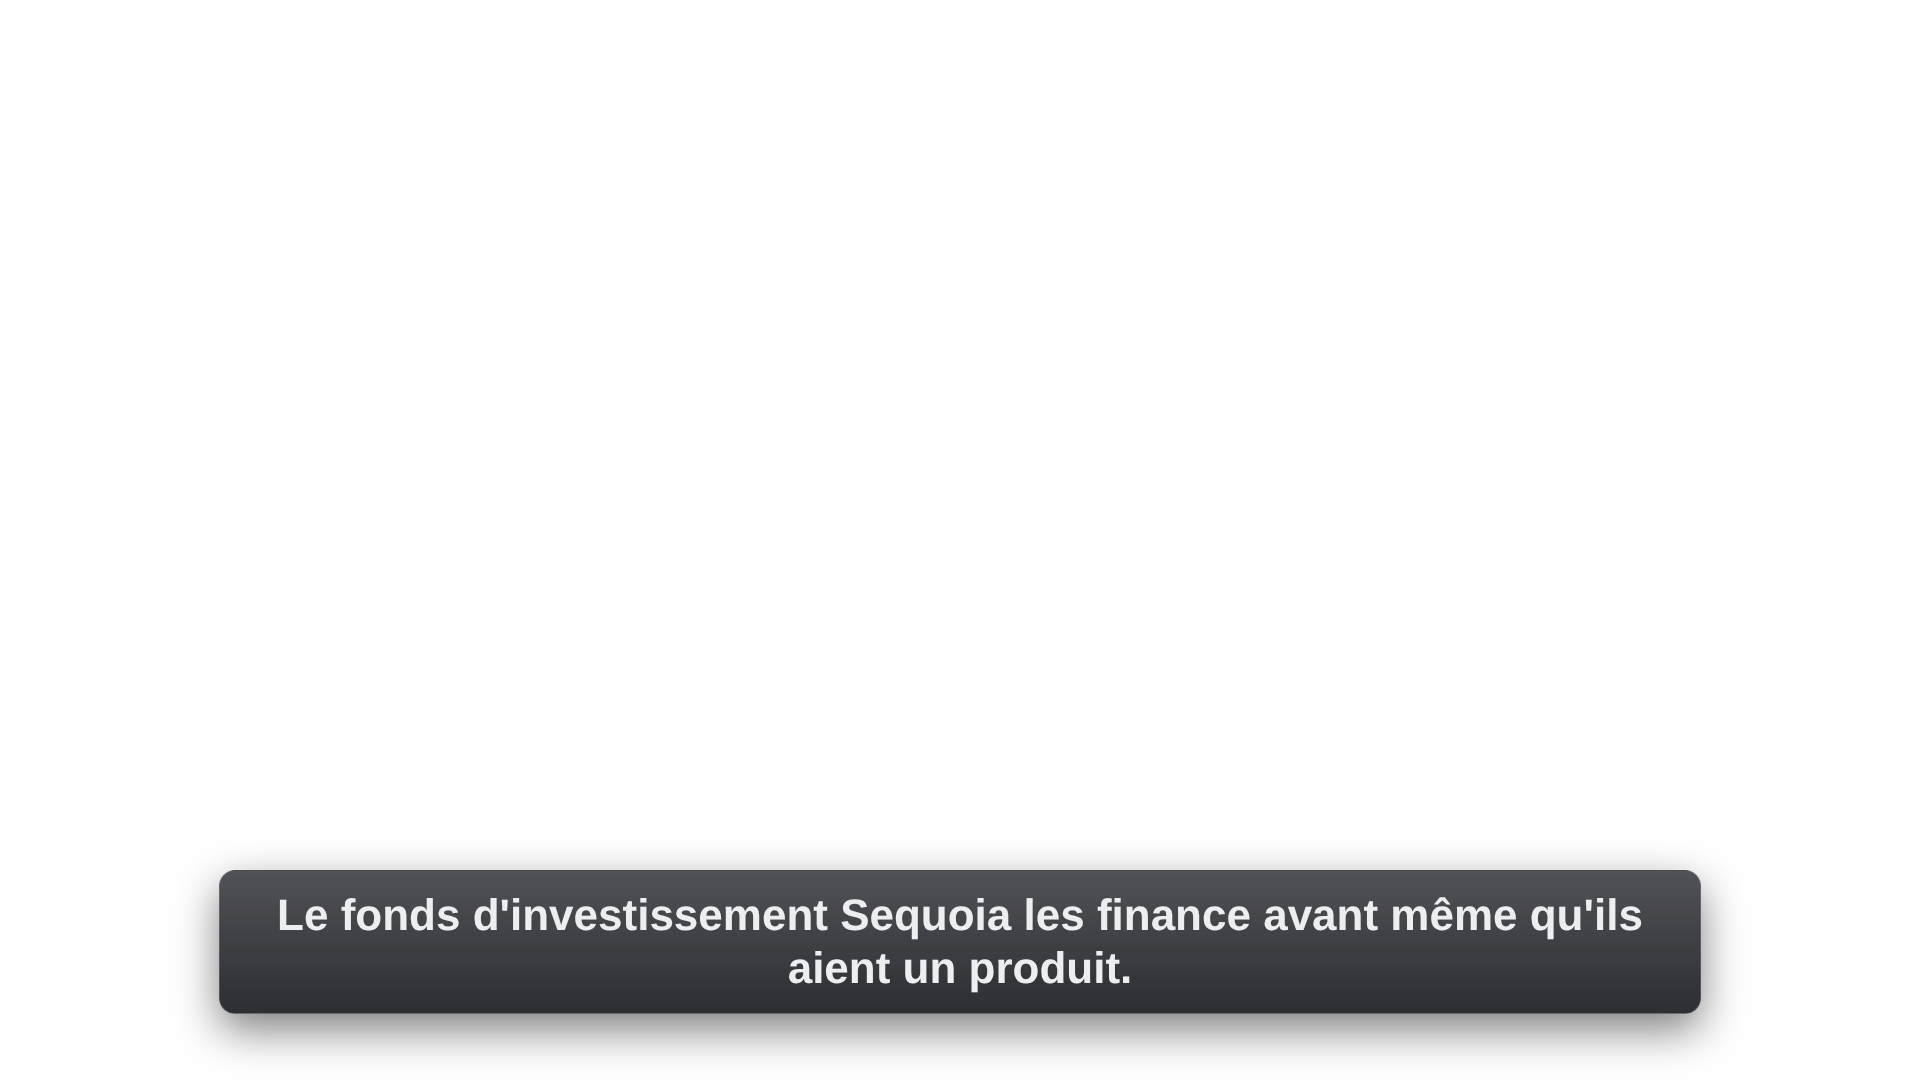 Le fonds d'investissement Sequoia les finance avant même qu'ils
aient un produit.